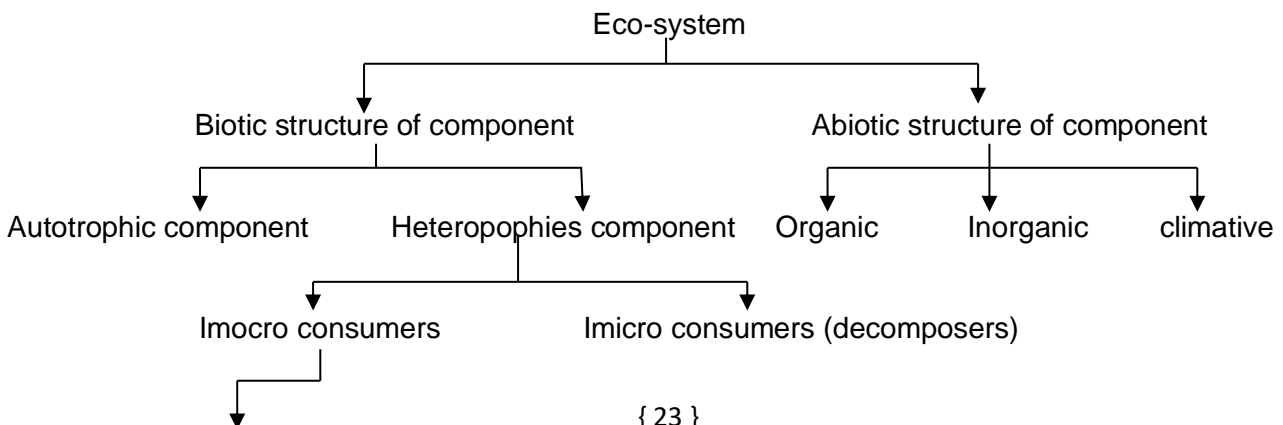 Eco-system
Biotic structure of component Abiotic structure of component
Autotrophic component Heteropophies component Organic Inorganic climative
Imocro consumers Imicro consumers (decomposers)
{ 23 }